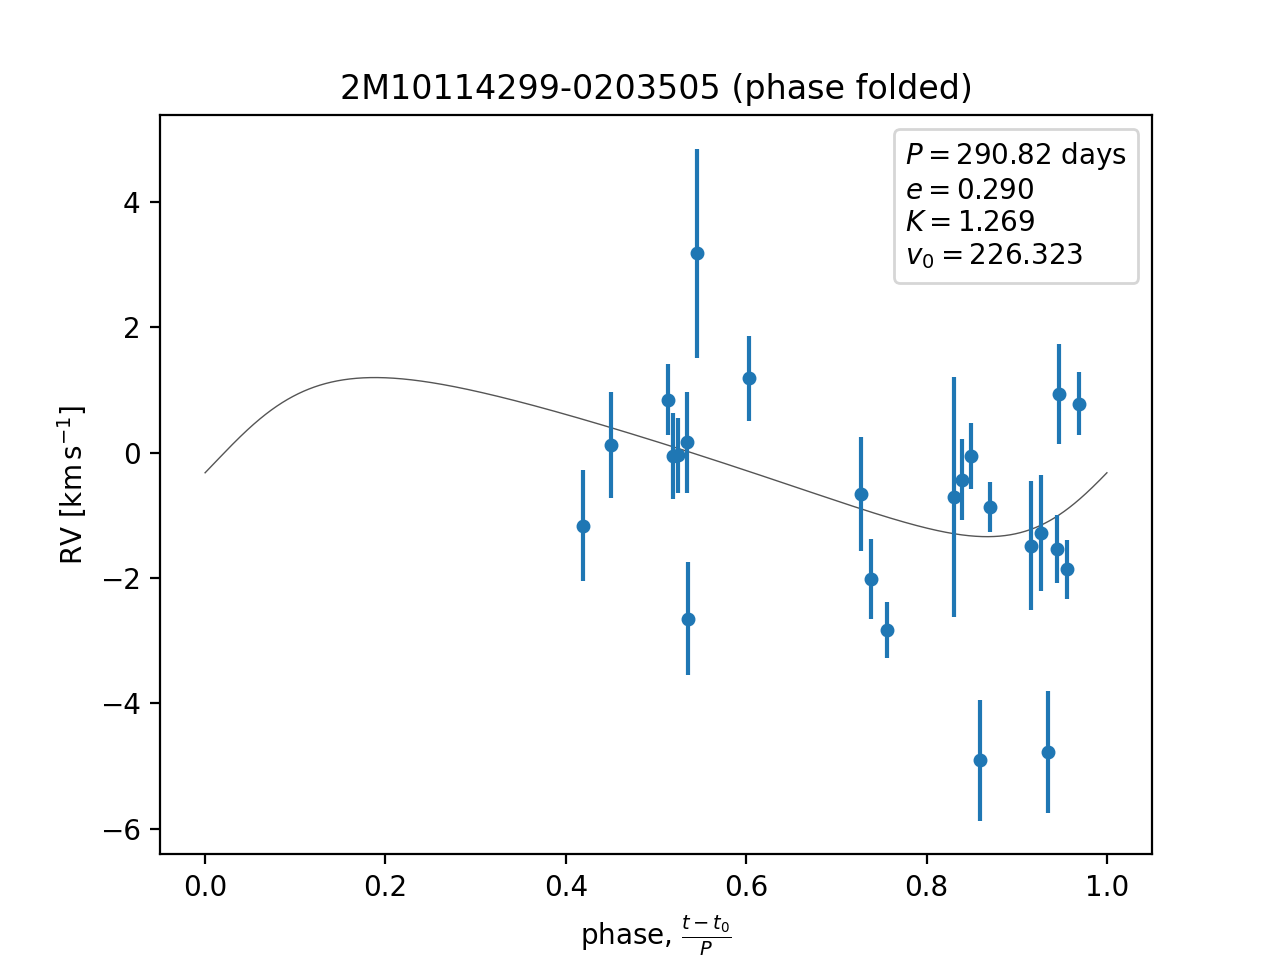 2M10114299-0203505 (phase folded)
P = 290.82 days
e = 0.290
K = 1.269
v₀ = 226.323
RV [km s⁻¹]
4
2
0
−2
−4
−6
0.0 0.2 0.4 0.6 0.8 1.0
phase, (t − t₀)/P